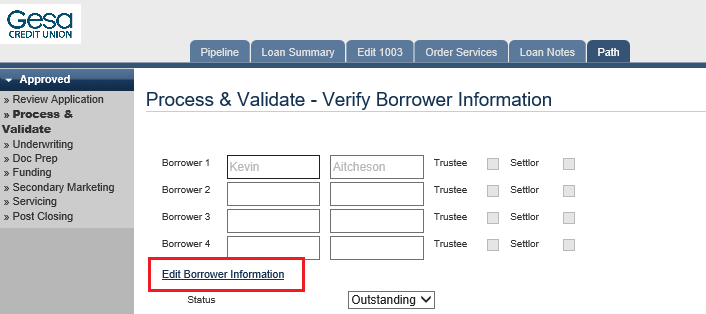 Gesa
CREDIT UNION
Pipeline Loan Summary Edit 1003 Order Services Loan Notes Path
Approved
» Review Application
» Process &
Validate
» Underwriting
» Doc Prep
» Funding
» Secondary Marketing
» Servicing
» Post Closing
Process & Validate - Verify Borrower Information
Borrower 1 Kevin Aitcheson Trustee Settlor
Borrower 2 Trustee Settlor
Borrower 3 Trustee Settlor
Borrower 4 Trustee Settlor
Edit Borrower Information
Status Outstanding